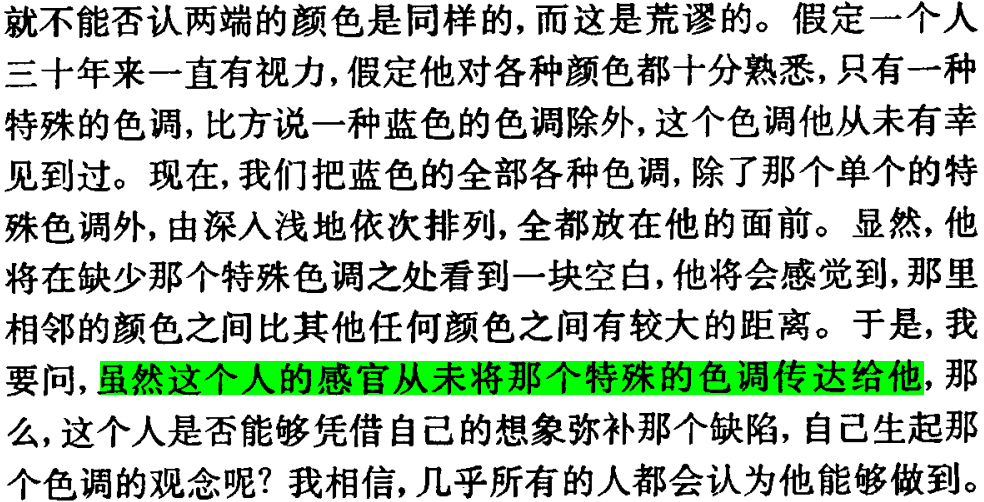 就不能否认两端的颜色是同样的,而这是荒谬的。假定一个人
三十年来一直有视力,假定他对各种颜色都十分熟悉,只有一种
特殊的色调,比方说一种蓝色的色调除外,这个色调他从未有幸
见到过。现在,我们把蓝色的全部各种色调,除了那个单个的特
殊色调外,由深入浅地依次排列,全都放在他的面前。显然,他
将在缺少那个特殊色调之处看到一块空白,他将会感觉到,那里
相邻的颜色之间比其他任何颜色之间有较大的距离。于是,我
要问,虽然这个人的感官从未将那个特殊的色调传达给他,那
么,这个人是否能够凭借自己的想象弥补那个缺陷,自己生起那
个色调的观念呢?我相信,几乎所有的人都会认为他能够做到。